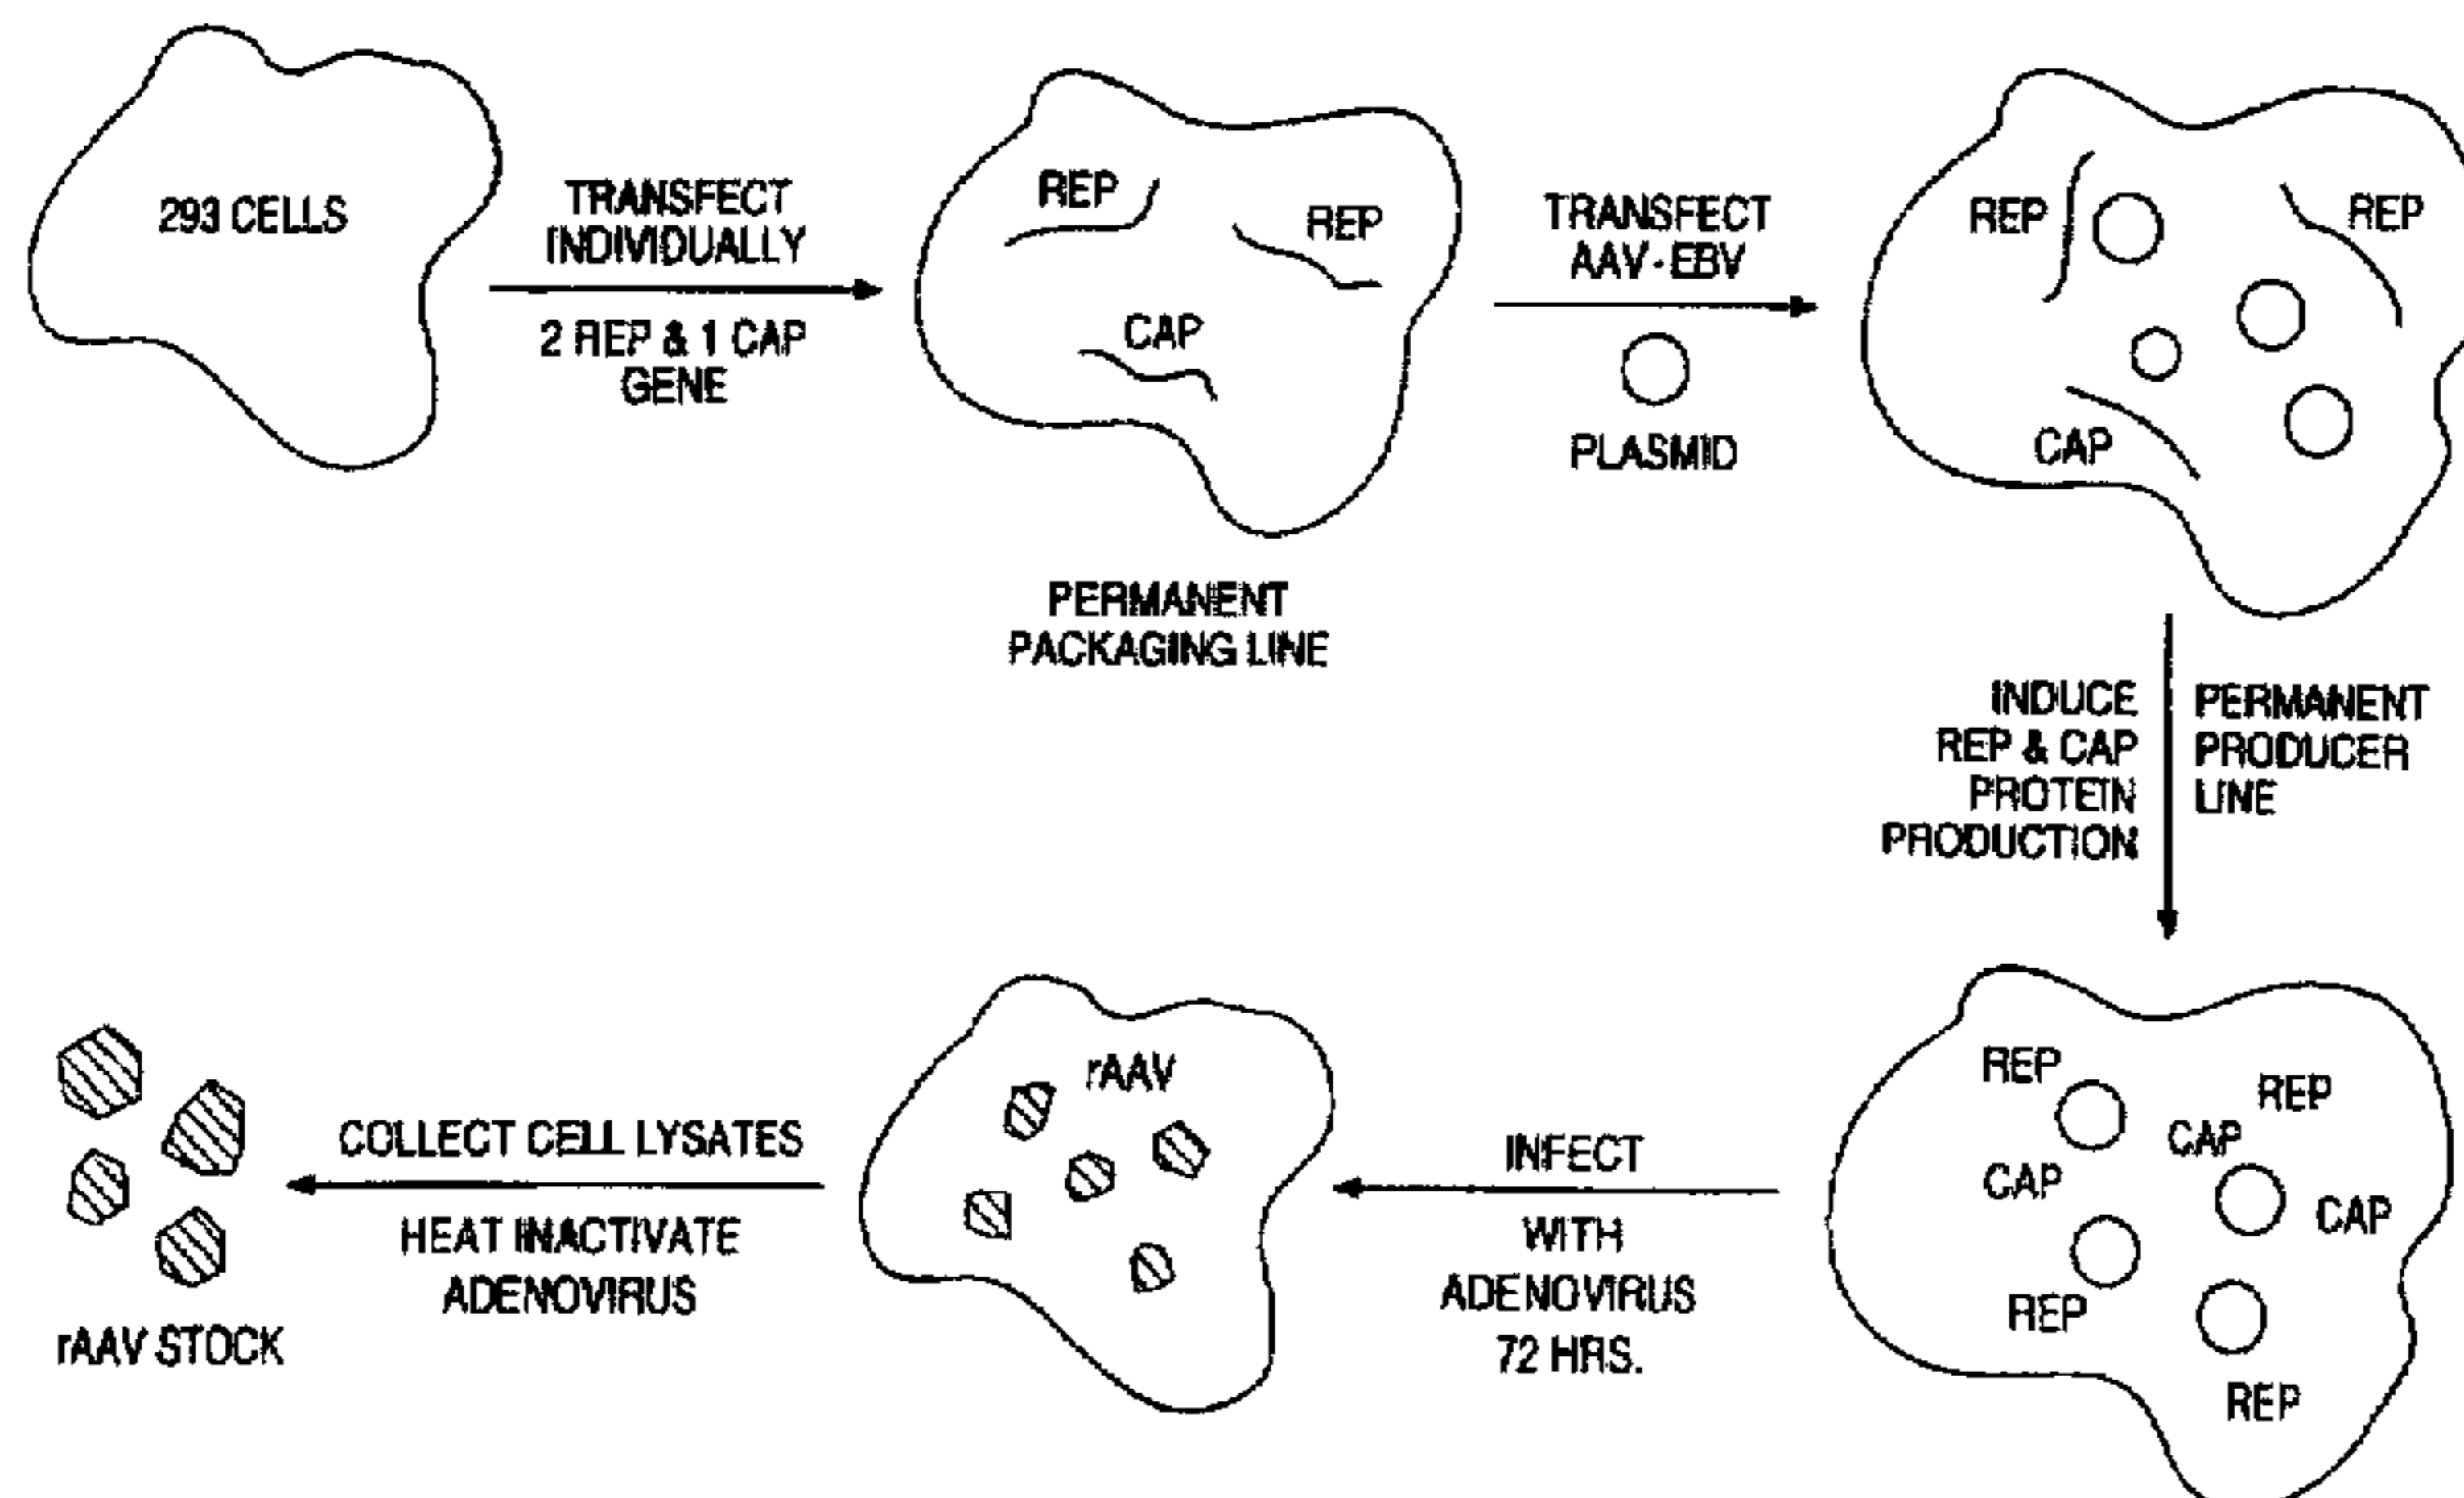 293 CELLS
TRANSFECT
INDIVIDUALLY
2 REP & 1 CAP
GENE
REP
REP
CAP
PERMANENT
PACKAGING LINE
TRANSFECT
AAV-EBV
PLASMID
REP
REP
CAP
INDUCE
REP & CAP
PROTEIN
PRODUCTION
PERMANENT
PRODUCER
LINE
REP
REP
CAP
CAP
CAP
REP
REP
INFECT
WITH
ADENOVIRUS
72 HRS.
rAAV
COLLECT CELL LYSATES
HEAT INACTIVATE
ADENOVIRUS
rAAV STOCK